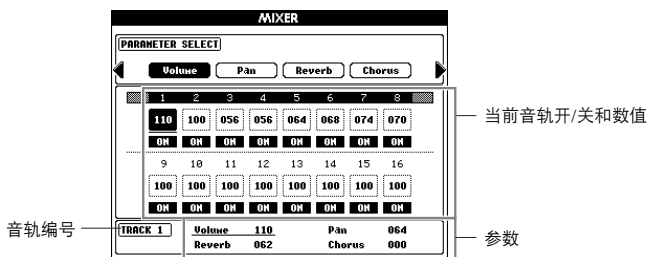 MIXER
PARAMETER SELECT
Volume Pan Reverb Chorus
1 2 3 4 5 6 7 8
110 100 056 056 064 068 074 070
ON ON ON ON ON ON ON ON
当前音轨开/关和数值
9 10 11 12 13 14 15 16
100 100 100 100 100 100 100 100
ON ON ON ON ON ON ON ON
音轨编号
TRACK 1
Volume 110 Pan 064
Reverb 062 Chorus 000
参数